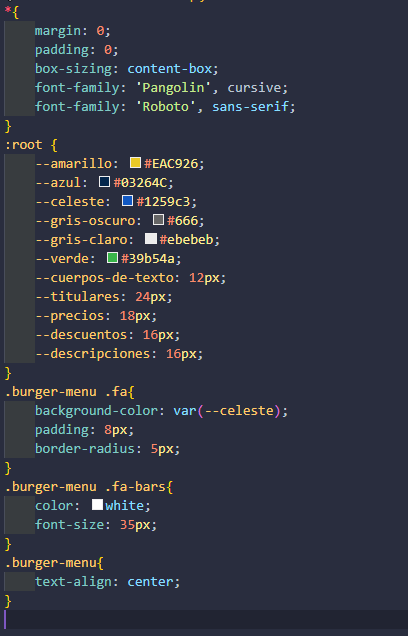 *{
margin: 0;
padding: 0;
box-sizing: content-box;
font-family: 'Pangolin', cursive;
font-family: 'Roboto', sans-serif;
}
:root {
--amarillo: #EAC926;
--azul: #03264C;
--celeste: #1259c3;
--gris-oscuro: #666;
--gris-claro: #ebebeb;
--verde: #39b54a;
--cuerpos-de-texto: 12px;
--titulares: 24px;
--precios: 18px;
--descuentos: 16px;
--descripciones: 16px;
}
.burger-menu .fa{
background-color: var(--celeste);
padding: 8px;
border-radius: 5px;
}
.burger-menu .fa-bars{
color: white;
font-size: 35px;
}
.burger-menu{
text-align: center;
}